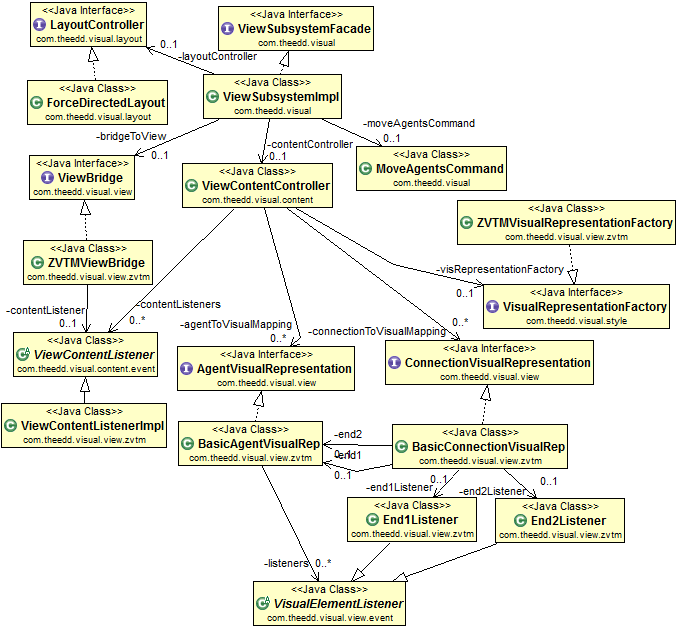 <<Java Interface>>
LayoutController
com.theedd.visual.layout
<<Java Interface>>
ViewSubsystemFacade
com.theedd.visual
0..1
-layoutController
<<Java Class>>
ForceDirectedLayout
com.theedd.visual.layout
<<Java Class>>
ViewSubsystemImpl
com.theedd.visual
-bridgeToView
0..1
-contentController
0..1
-moveAgentsCommand
0..1
<<Java Interface>>
ViewBridge
com.theedd.visual.view
<<Java Class>>
ViewContentController
com.theedd.visual.content
<<Java Class>>
MoveAgentsCommand
com.theedd.visual
<<Java Class>>
ZVTMVisualRepresentationFactory
com.theedd.visual.view.zvtm
<<Java Class>>
ZVTMViewBridge
com.theedd.visual.view.zvtm
-visRepresentationFactory
0..1
<<Java Interface>>
VisualRepresentationFactory
com.theedd.visual.style
-contentListener
0..1
-contentListeners
0..*
-agentToVisualMapping
0..*
-connectionToVisualMapping
0..*
<<Java Class>>
ViewContentListener
com.theedd.visual.content.event
<<Java Interface>>
AgentVisualRepresentation
com.theedd.visual.view
<<Java Interface>>
ConnectionVisualRepresentation
com.theedd.visual.view
<<Java Class>>
ViewContentListenerImpl
com.theedd.visual.view.zvtm
<<Java Class>>
BasicAgentVisualRep
com.theedd.visual.view.zvtm
-end2
0..1
-end1
0..1
<<Java Class>>
BasicConnectionVisualRep
com.theedd.visual.view.zvtm
-end1Listener
0..1
-end2Listener
0..1
<<Java Class>>
End1Listener
com.theedd.visual.view.zvtm
<<Java Class>>
End2Listener
com.theedd.visual.view.zvtm
-listeners
0..*
<<Java Class>>
VisualElementListener
com.theedd.visual.view.event